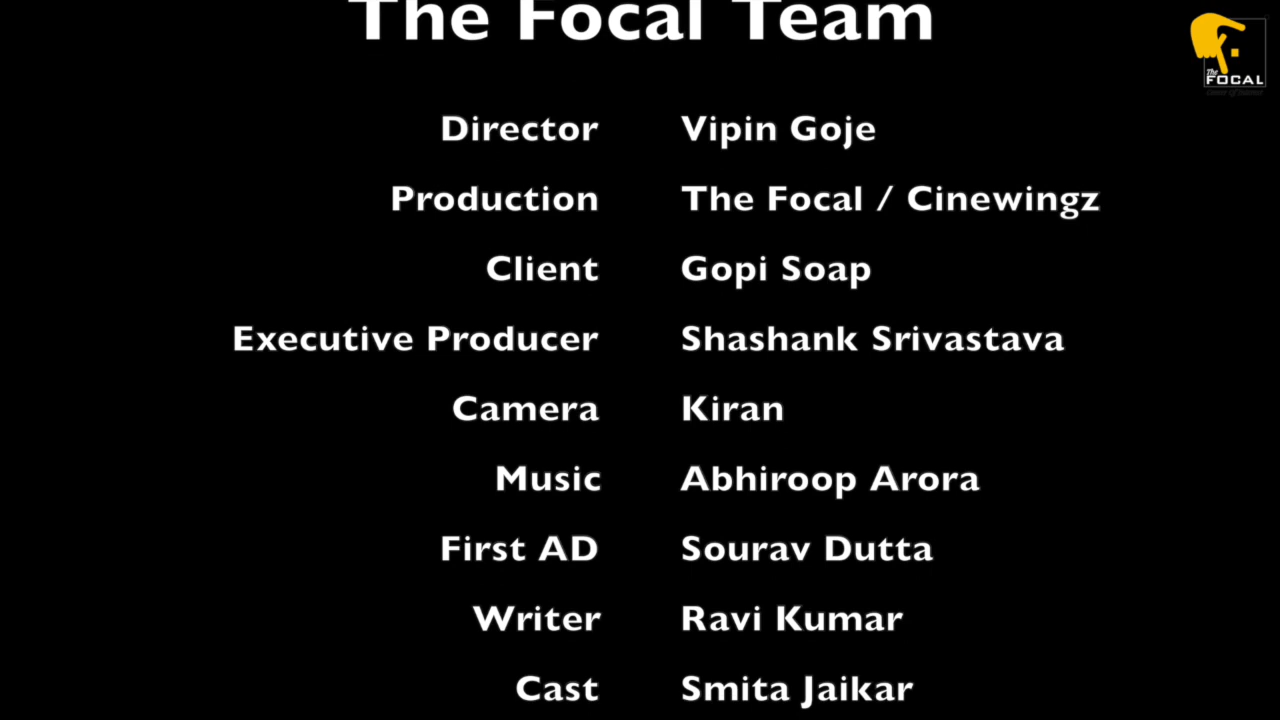 The Focal Team
The
FOCAL
Director Vipin Goje
Production The Focal / Cinewingz
Client Gopi Soap
Executive Producer Shashank Srivastava
Camera Kiran
Music Abhiroop Arora
First AD Sourav Dutta
Writer Ravi Kumar
Cast Smita Jaikar